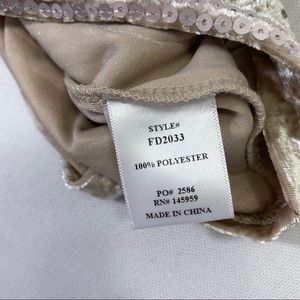 STYLE#
FD2033
100% POLYESTER
PO# 2586
RN# 145959
MADE IN CHINA